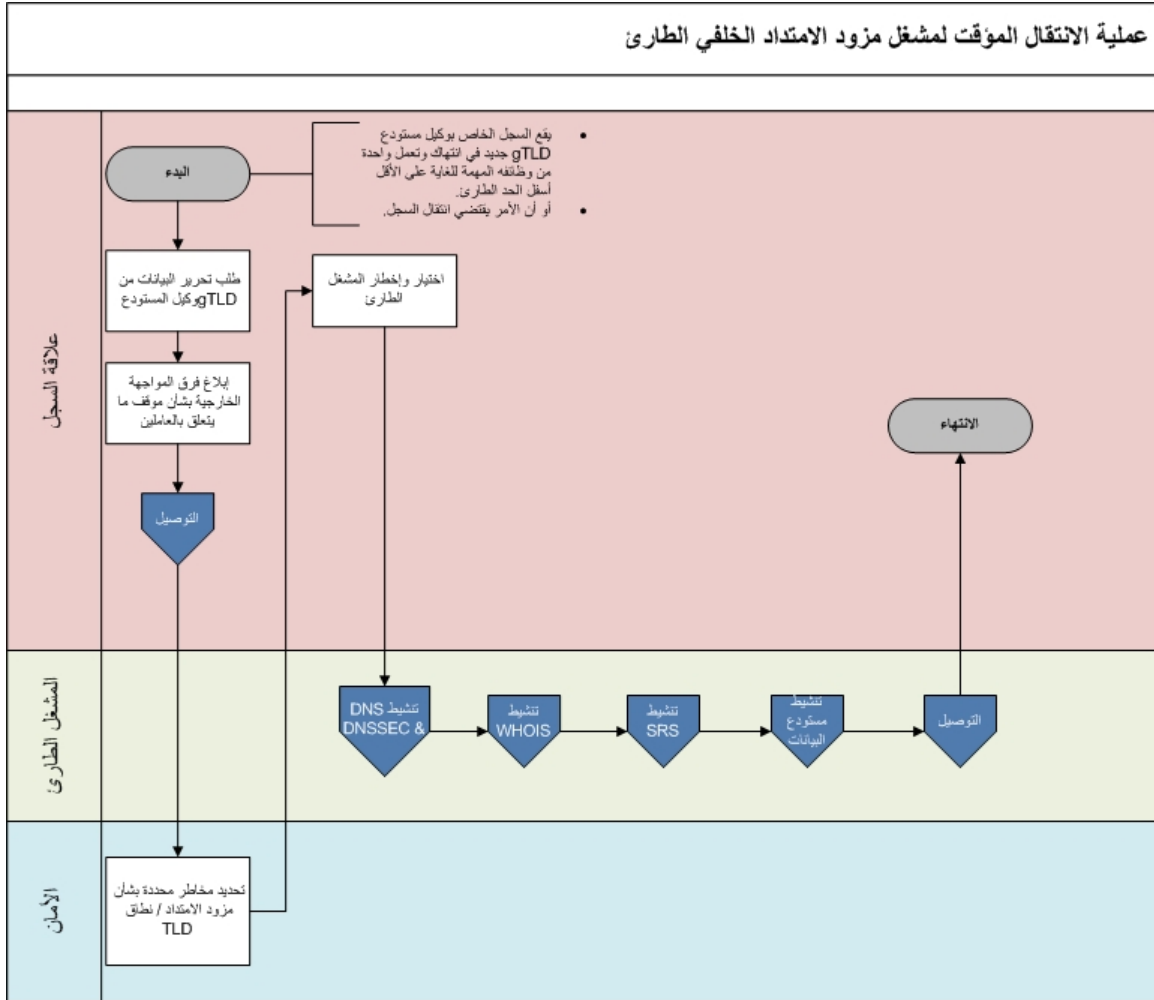 عملية الانتقال المؤقت لمشغل مزود الامتداد الخلفي الطارئ
علاقة السجل
البدء
يقع السجل الخاص بوكيل مستودع
gTLD جديد في انتهاك وتعمل واحدة
من وظائفه المهمة للغاية على الأقل
أسفل الحد الطارئ.
أو أن الأمر يقتضي انتقال السجل.
طلب تحرير البيانات من
gTLDوكيل المستودع
إبلاغ فرق المواجهة
الخارجية بشأن موقف ما
يتعلق بالعاملين
التوصيل
اختيار وإخطار المشغل
الطارئ
الانتهاء
المشغل الطارئ
تنشيط DNS
& DNSSEC
تنشيط
WHOIS
تنشيط
SRS
تنشيط
مستودع
البيانات
التوصيل
الأمان
تحديد مخاطر محددة بشأن
مزود الامتداد / نطاق
TLD